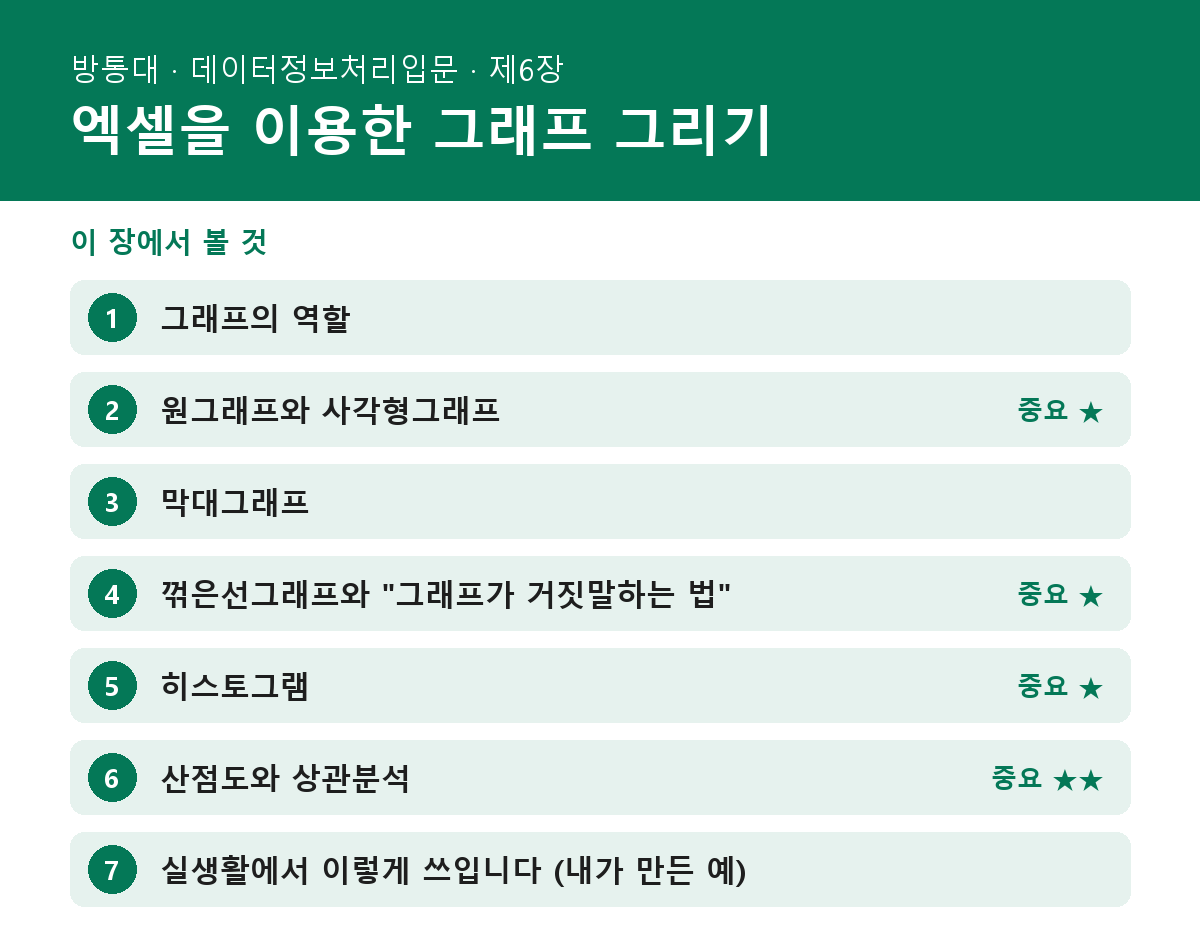 방통대 · 데이터정보처리입문 · 제6장
엑셀을 이용한 그래프 그리기
이 장에서 볼 것
1 그래프의 역할
2 원그래프와 사각형그래프 중요 ★
3 막대그래프
4 꺾은선그래프와 "그래프가 거짓말하는 법" 중요 ★
5 히스토그램 중요 ★
6 산점도와 상관분석 중요 ★★
7 실생활에서 이렇게 쓰입니다 (내가 만든 예)